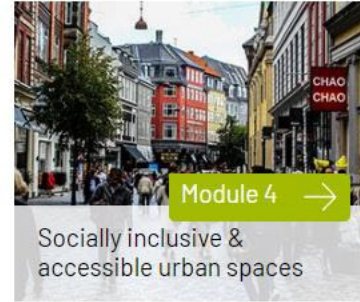 CHAO
CHAO
Module 4
Socially inclusive &
accessible urban spaces